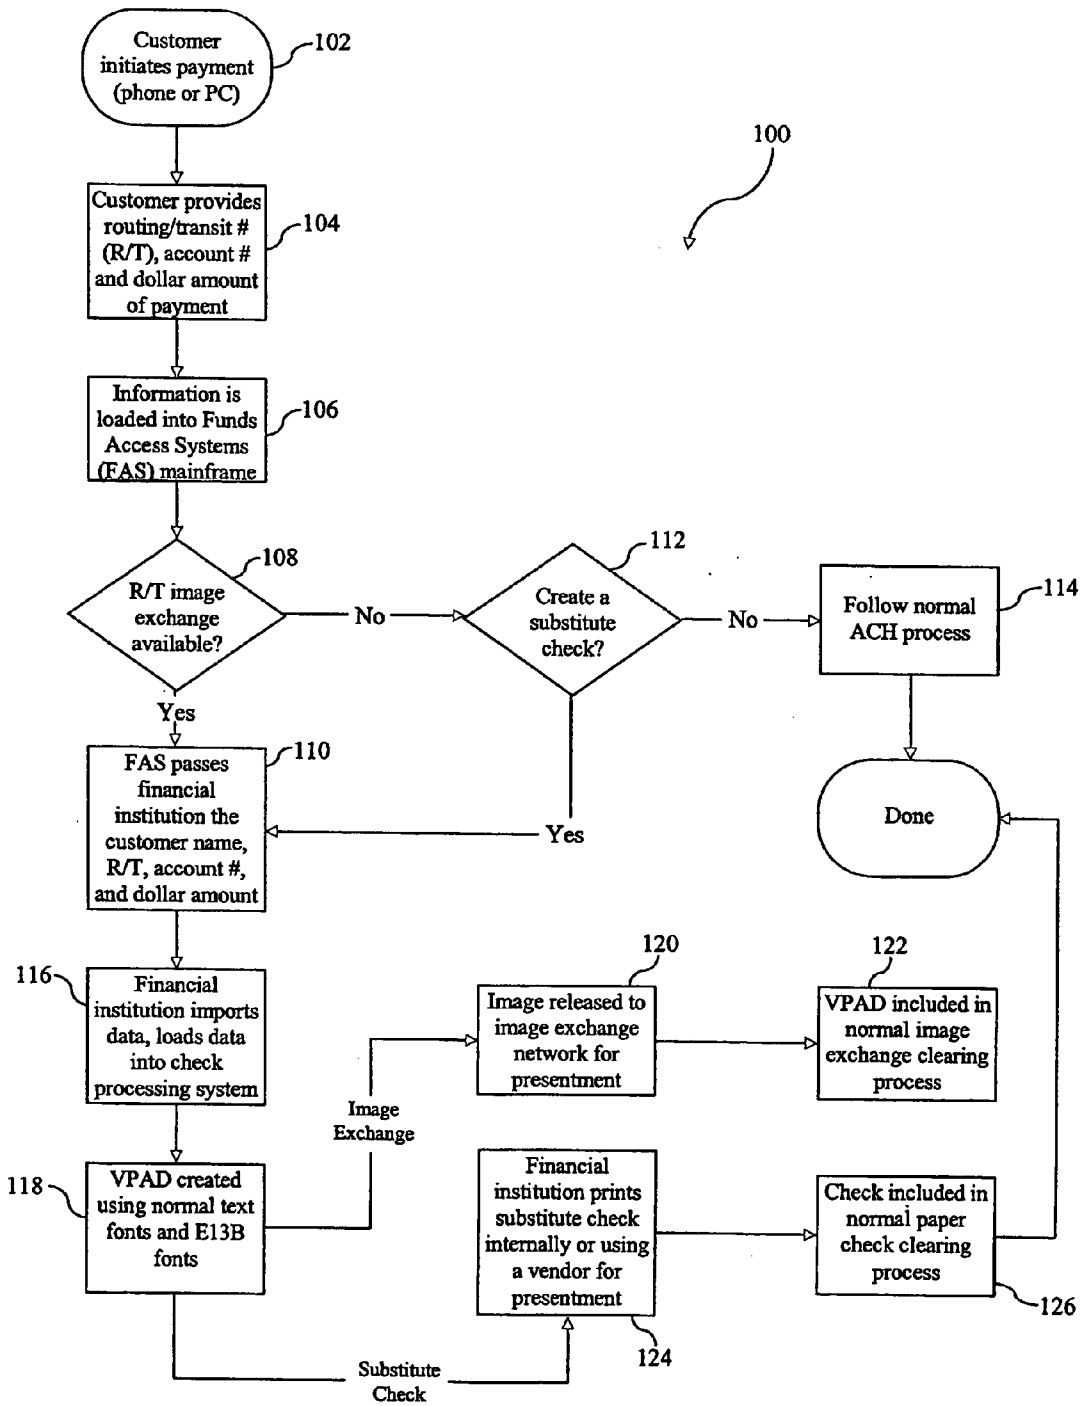 Customer
initiates payment
(phone or PC)
102
100
Customer provides
routing/transit #
(R/T), account #
and dollar amount
of payment
104
Information is
loaded into Funds
Access Systems
(FAS) mainframe
106
R/T image
exchange
available?
108
No
Create a
substitute
check?
112
No
Follow normal
ACH process
114
Yes
FAS passes
financial
institution the
customer name,
R/T, account #,
and dollar amount
110
Yes
Done
116
Financial
institution imports
data, loads data
into check
processing system
120
Image released to
image exchange
network for
presentment
122
VPAD included in
normal image
exchange clearing
process
Image
Exchange
118
VPAD created
using normal text
fonts and E13B
fonts
Financial
institution prints
substitute check
internally or using
a vendor for
presentment
124
Check included in
normal paper
check clearing
process
126
Substitute
Check